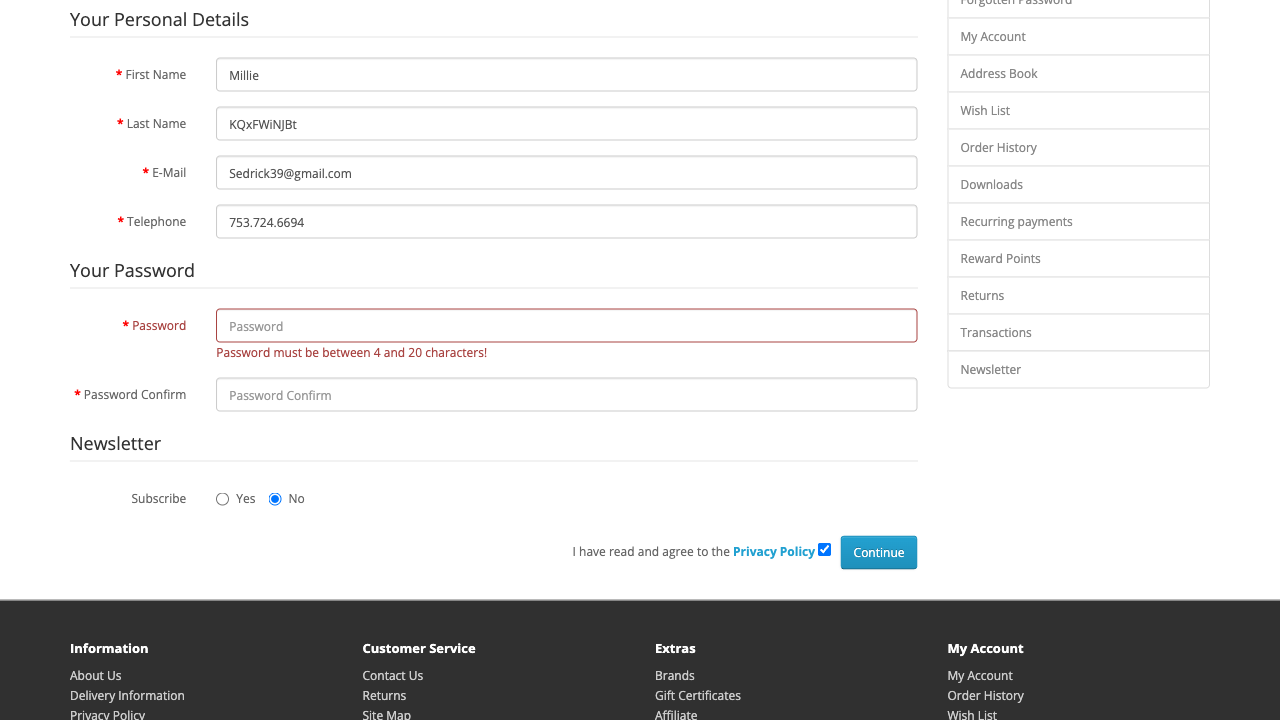 Your Personal Details
* First Name
Millie
* Last Name
KQxFWiNJBt
* E-Mail
Sedrick39@gmail.com
* Telephone
753.724.6694
Your Password
* Password
Password
Password must be between 4 and 20 characters!
* Password Confirm
Password Confirm
Newsletter
Subscribe
Yes
No
I have read and agree to the Privacy Policy
Continue
Forgotten Password
My Account
Address Book
Wish List
Order History
Downloads
Recurring payments
Reward Points
Returns
Transactions
Newsletter
Information
About Us
Delivery Information
Privacy Policy
Customer Service
Contact Us
Returns
Site Map
Extras
Brands
Gift Certificates
Affiliate
My Account
My Account
Order History
Wish List